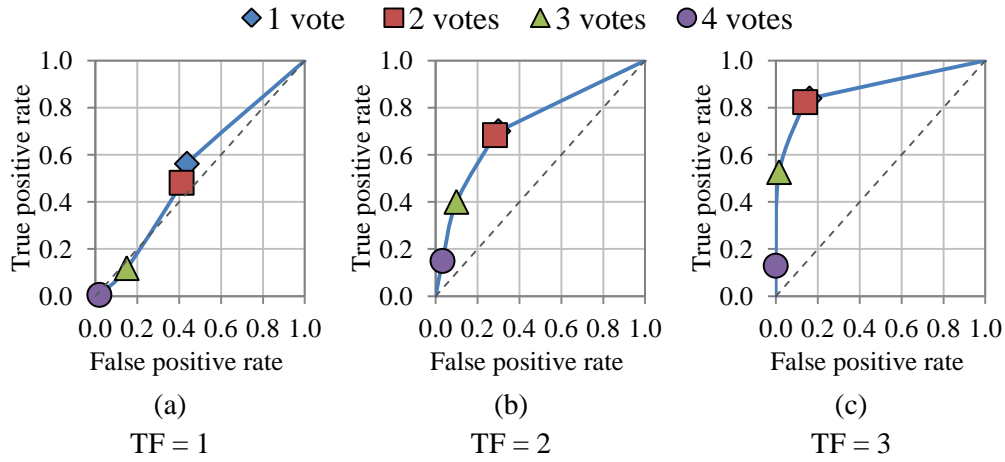 1 vote 2 votes 3 votes 4 votes
True positive rate
1.0
0.8
0.6
0.4
0.2
0.0
0.0 0.2 0.4 0.6 0.8 1.0
False positive rate
(a)
TF = 1
True positive rate
1.0
0.8
0.6
0.4
0.2
0.0
0.0 0.2 0.4 0.6 0.8 1.0
False positive rate
(b)
TF = 2
True positive rate
1.0
0.8
0.6
0.4
0.2
0.0
0.0 0.2 0.4 0.6 0.8 1.0
False positive rate
(c)
TF = 3